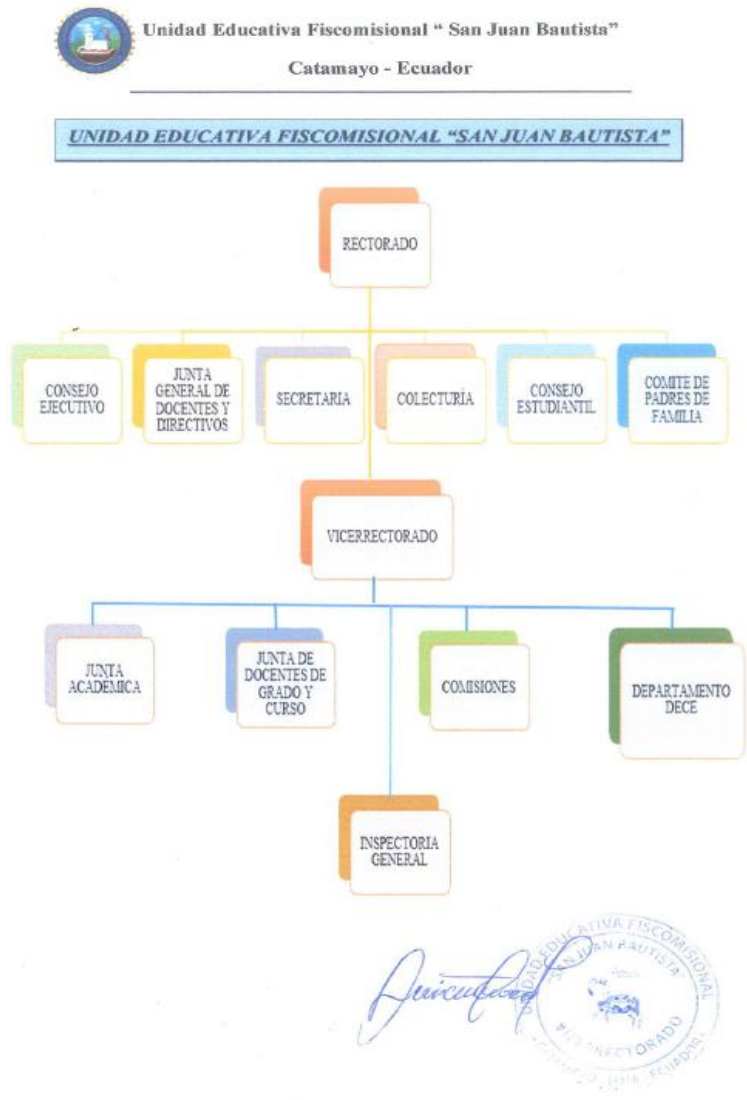 Unidad Educativa Fiscomisional “ San Juan Bautista”
Catamayo - Ecuador
UNIDAD EDUCATIVA FISCOMISIONAL “SAN JUAN BAUTISTA”
RECTORADO
CONSEJO
EJECUTIVO
JUNTA
GENERAL DE
DOCENTES Y
DIRECTIVOS
SECRETARIA
COLECTURÍA
CONSEJO
ESTUDIANTIL
COMITE DE
PADRES DE
FAMILIA
VICERRECTORADO
JUNTA
ACADEMICA
JUNTA DE
DOCENTES DE
GRADO Y
CURSO
COMISIONES
DEPARTAMENTO
DECE
INSPECTORIA
GENERAL
UNIDAD EDUCATIVA FISCOMISIONAL
"SAN JUAN BAUTISTA"
VICERRECTORADO